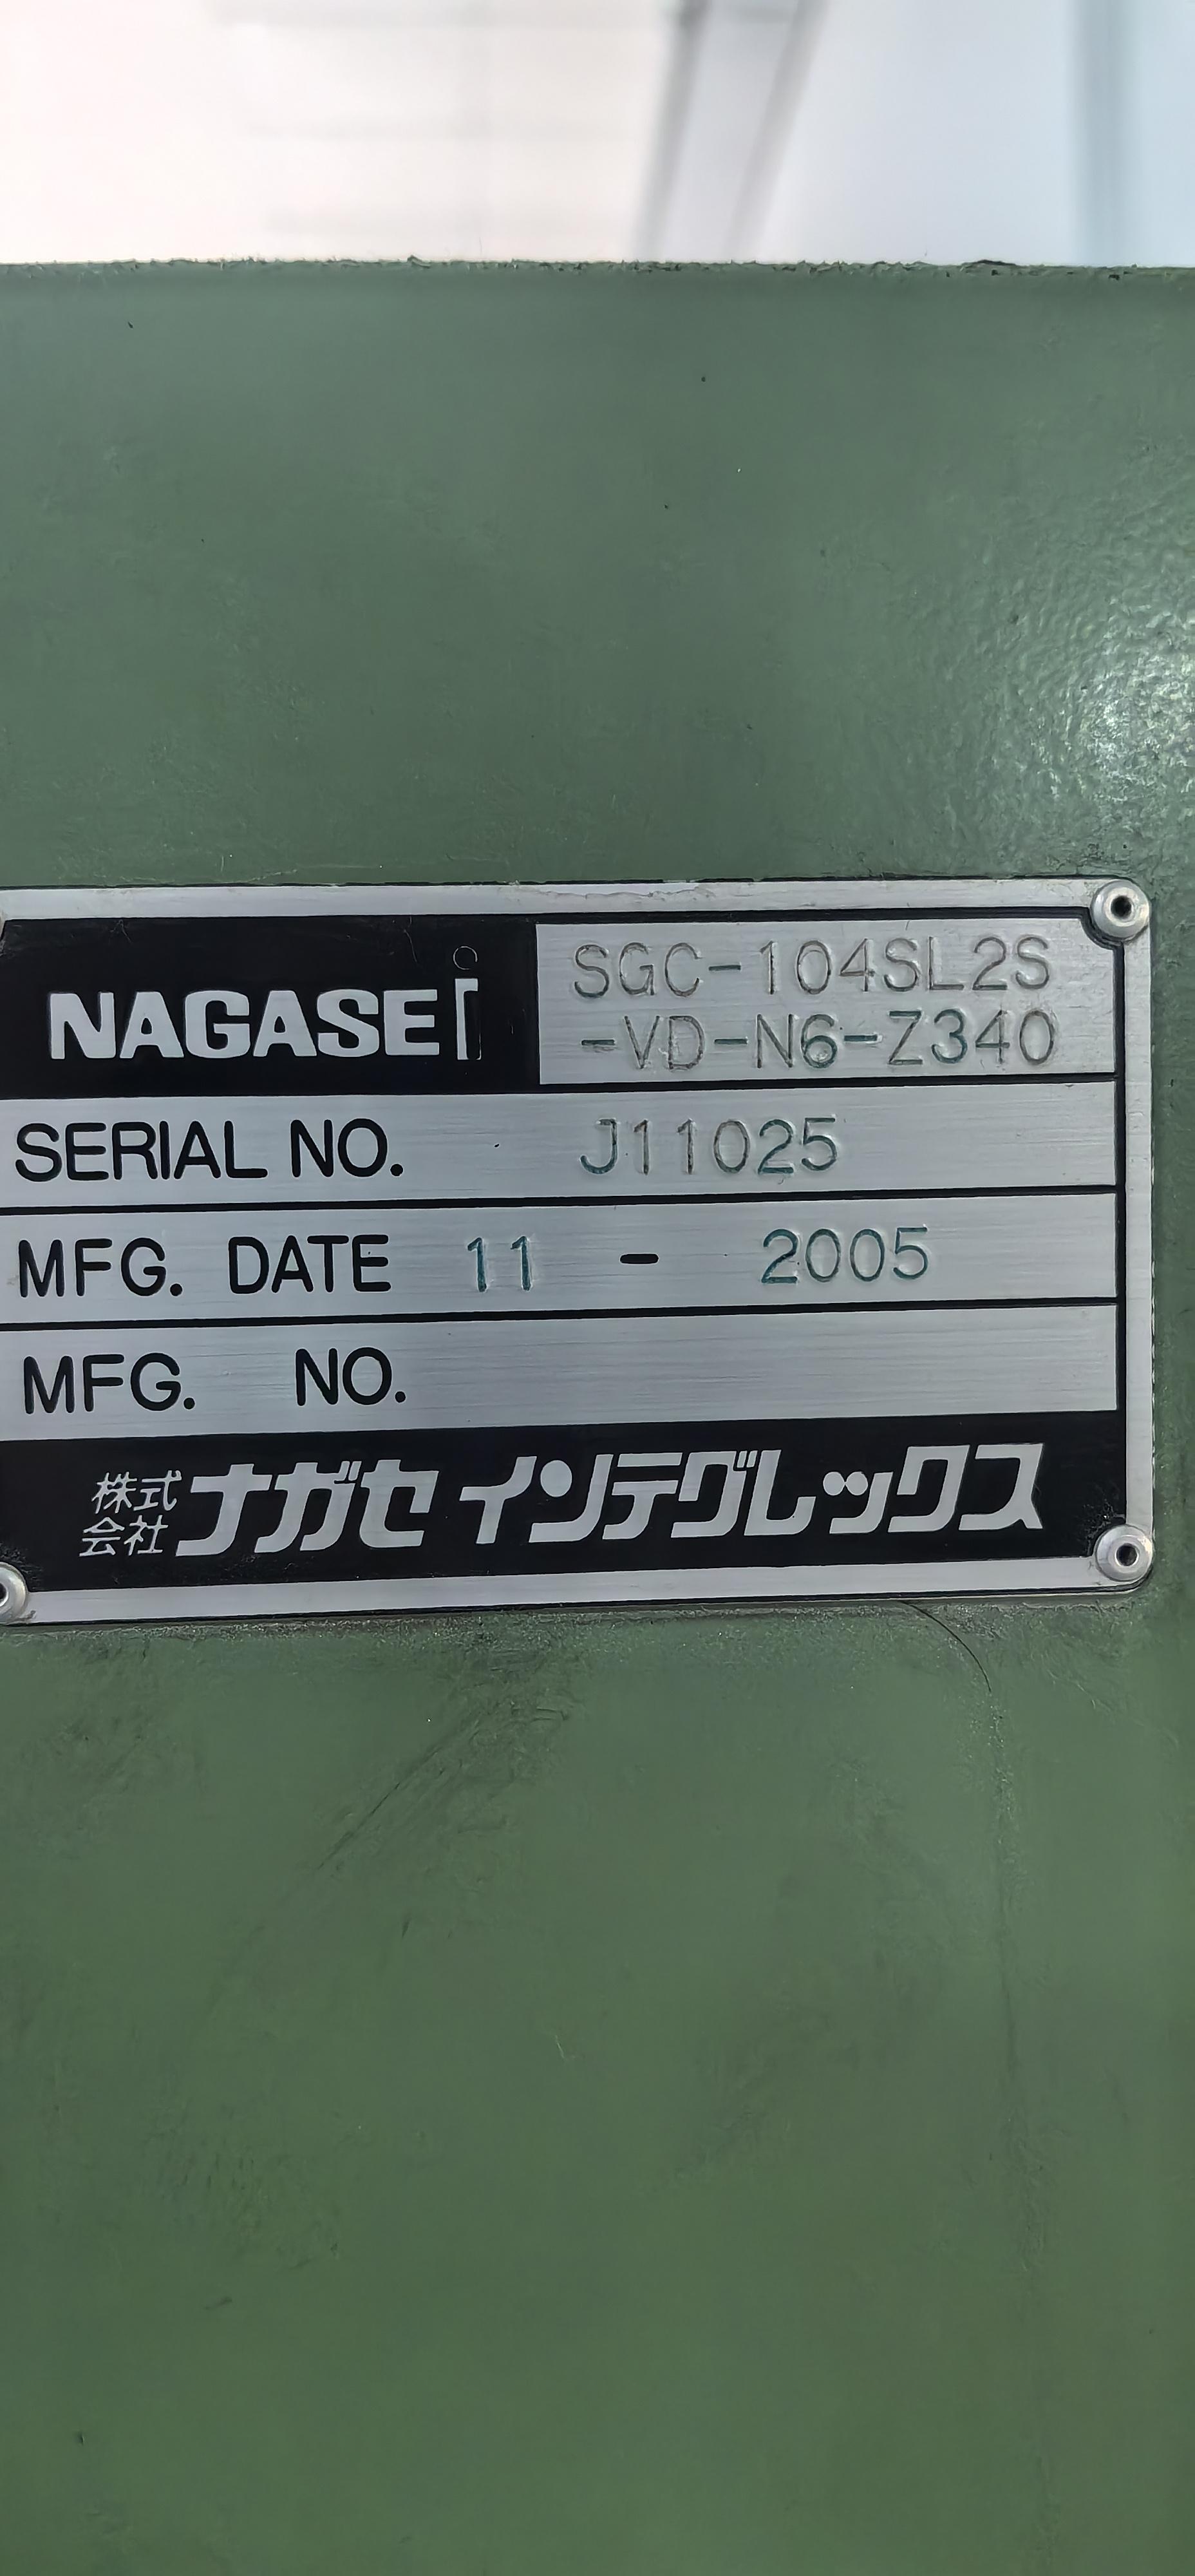 NAGASEi
SGC-104SL2S
-VD-N6-Z340
SERIAL NO. J11025
MFG. DATE 11 - 2005
MFG. NO.
株式会社 ナガセ インテグレックス